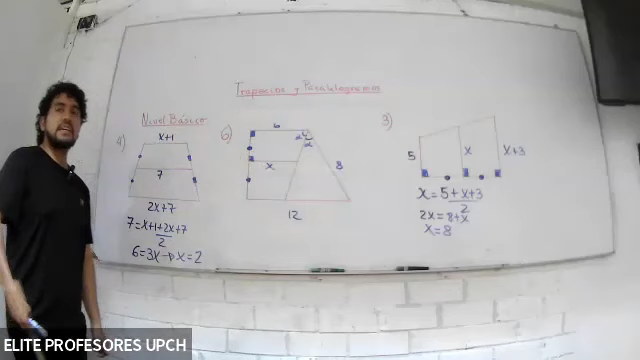 Trapecios y Paralelogramos
Nivel Básico
4)
x+1
7
2x+7
7=x+1+2x+7
2
6=3x→x=2
6)
6
α
α
x
8
12
3)
5
x
x+3
x=5+x+3
2
2x=8+x
x=8
ELITE PROFESORES UPCH